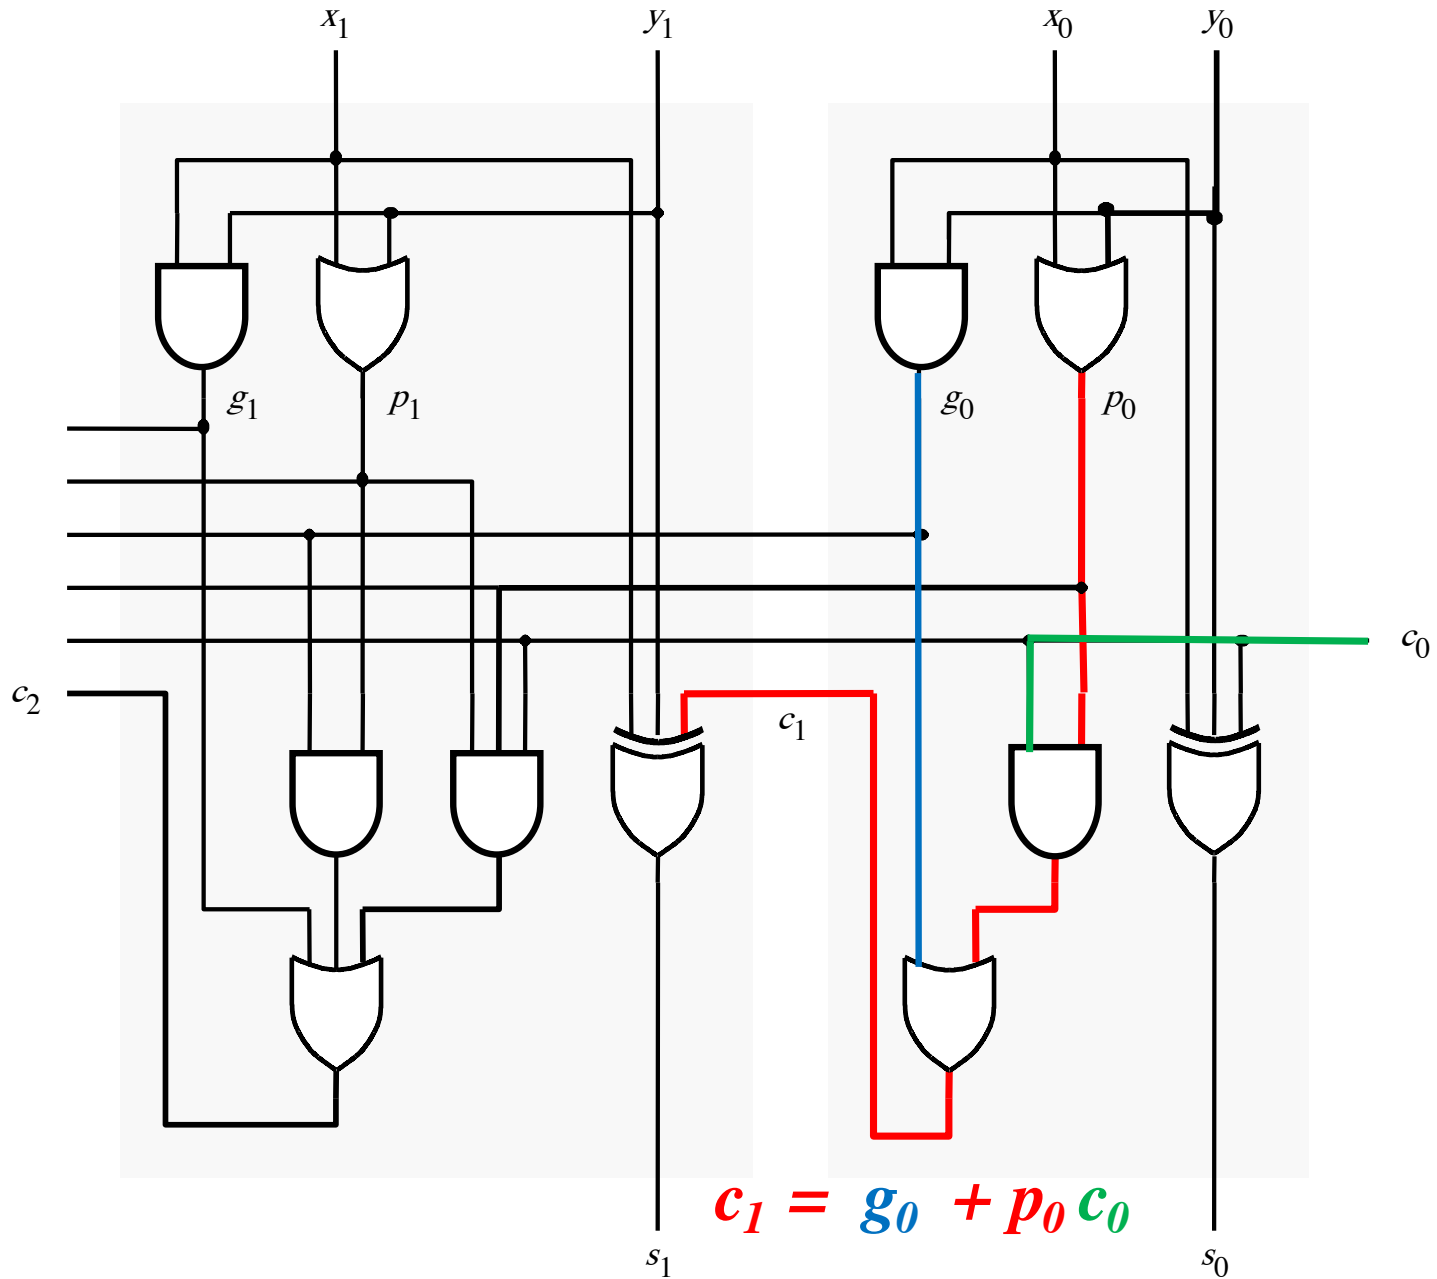 x₁ y₁ x₀ y₀
g₁ p₁ g₀ p₀
c₀
c₂ c₁
c₁ = g₀ + p₀ c₀
s₁ s₀